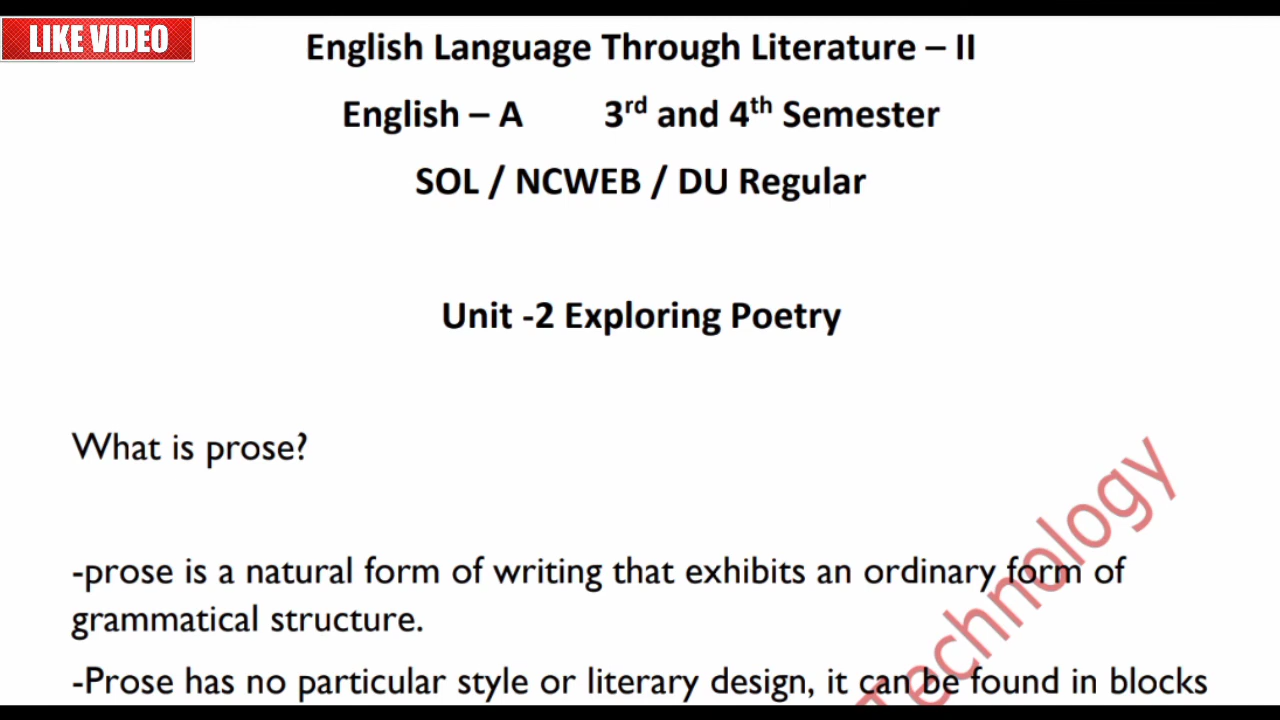 LIKE VIDEO
English Language Through Literature – II
English – A 3rd and 4th Semester
SOL / NCWEB / DU Regular
Unit -2 Exploring Poetry
What is prose?
-prose is a natural form of writing that exhibits an ordinary form of
grammatical structure.
-Prose has no particular style or literary design, it can be found in blocks
Technology